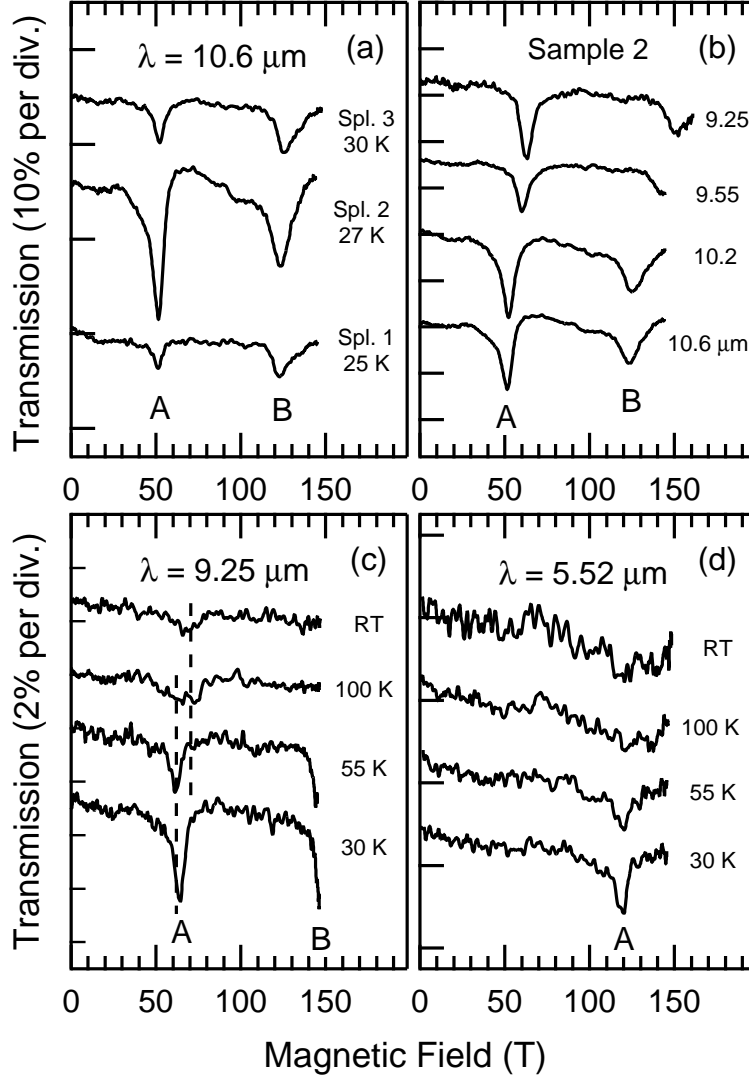 Transmission (10% per div.)
λ = 10.6 μm
(a)
Spl. 3
30 K
Spl. 2
27 K
Spl. 1
25 K
A
B
0 50 100 150
Sample 2
(b)
9.25
9.55
10.2
10.6 μm
A
B
0 50 100 150
Transmission (2% per div.)
λ = 9.25 μm
(c)
RT
100 K
55 K
30 K
A
B
0 50 100 150
λ = 5.52 μm
(d)
RT
100 K
55 K
30 K
A
0 50 100 150
Magnetic Field (T)